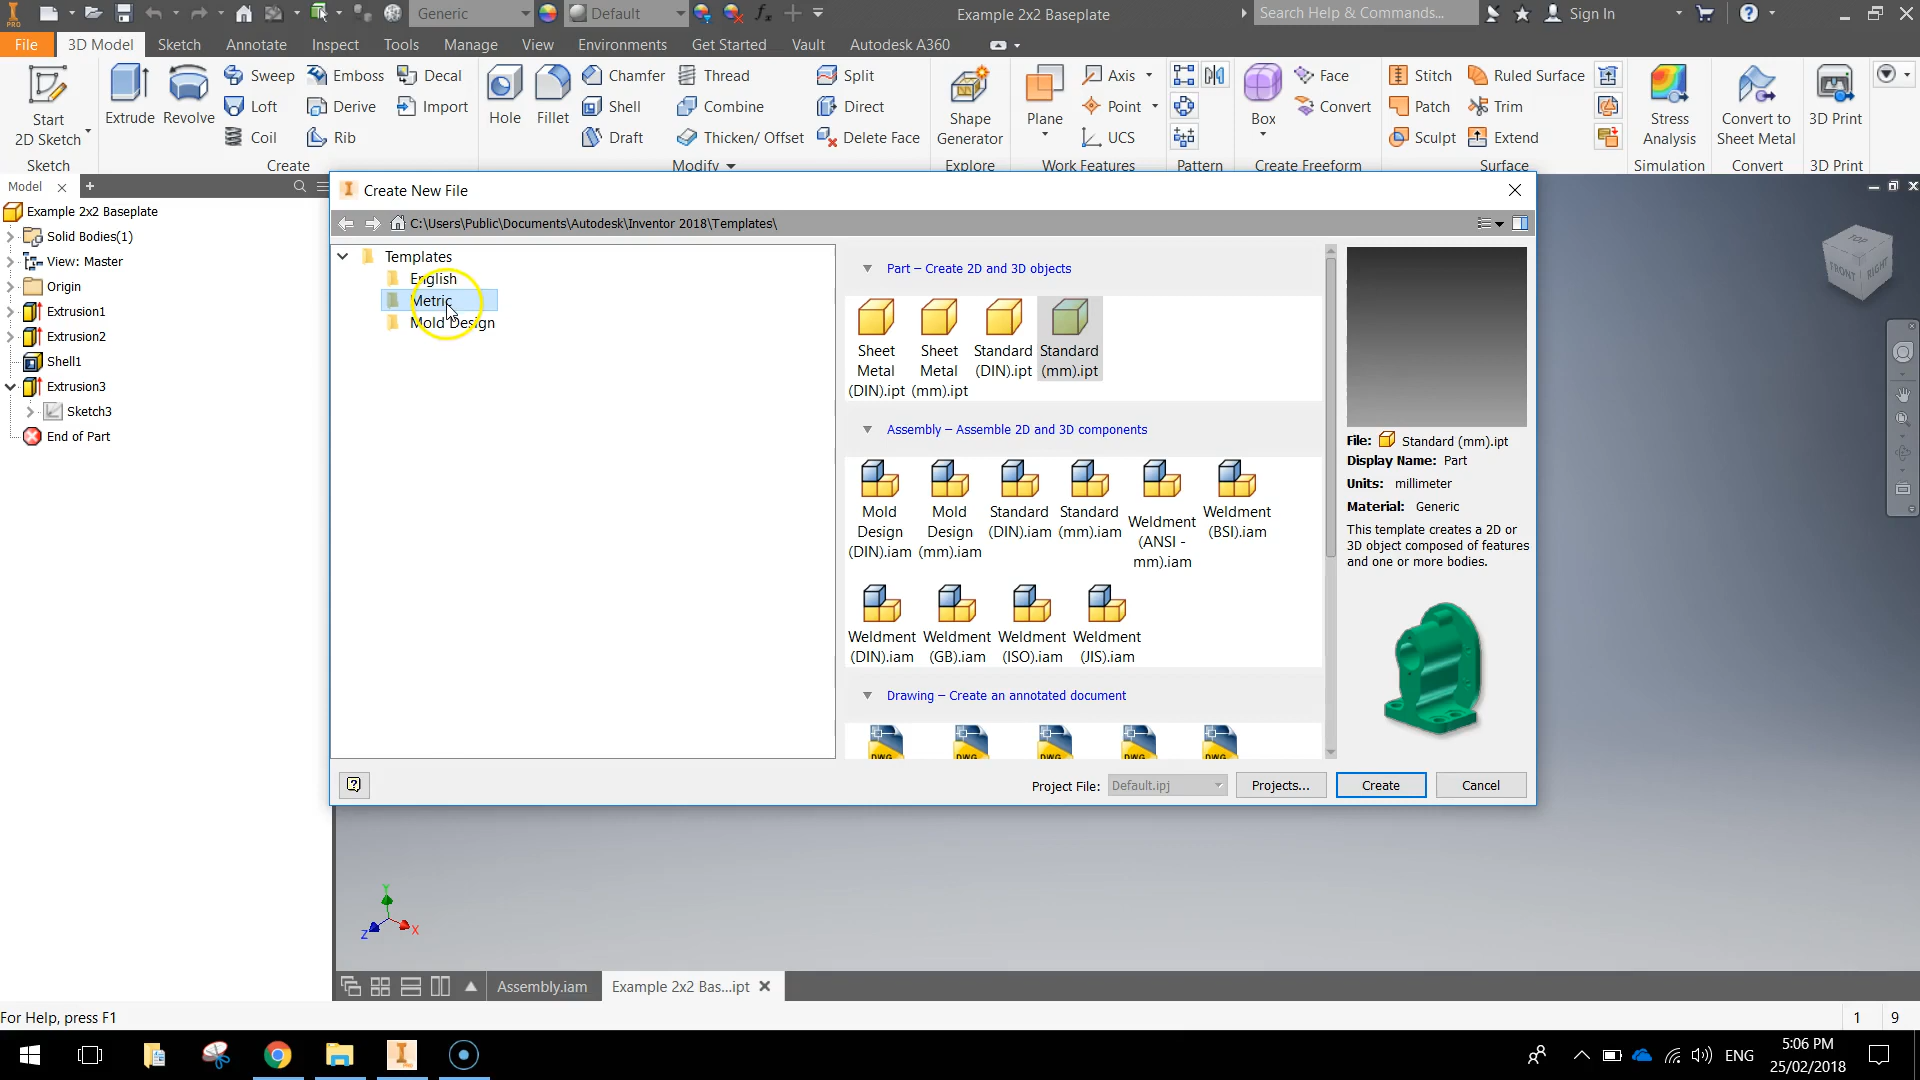 PRO
Generic
Default
Example 2x2 Baseplate
Search Help & Commands...
Sign In
File
3D Model
Sketch
Annotate
Inspect
Tools
Manage
View
Environments
Get Started
Vault
Autodesk A360
Start
2D Sketch
Sketch
Extrude
Revolve
Sweep
Loft
Coil
Emboss
Derive
Rib
Decal
Import
Create
Hole
Fillet
Chamfer
Shell
Draft
Thread
Combine
Thicken/ Offset
Split
Direct
Delete Face
Modify
Shape
Generator
Explore
Plane
Axis
Point
UCS
Work Features
Pattern
Box
Face
Convert
Create Freeform
Stitch
Patch
Sculpt
Ruled Surface
Trim
Extend
Surface
Stress
Analysis
Simulation
Convert to
Sheet Metal
Convert
3D Print
3D Print
Model
Example 2x2 Baseplate
Solid Bodies(1)
View: Master
Origin
Extrusion1
Extrusion2
Shell1
Extrusion3
Sketch3
End of Part
Create New File
C:\Users\Public\Documents\Autodesk\Inventor 2018\Templates\
Templates
English
Metric
Mold Design
Part – Create 2D and 3D objects
Sheet
Metal
(DIN).ipt
Sheet
Metal
(mm).ipt
Standard
(DIN).ipt
Standard
(mm).ipt
Assembly – Assemble 2D and 3D components
Mold
Design
(DIN).iam
Mold
Design
(mm).iam
Standard
(DIN).iam
Standard
(mm).iam
Weldment
(ANSI -
mm).iam
Weldment
(BSI).iam
Weldment
(DIN).iam
Weldment
(GB).iam
Weldment
(ISO).iam
Weldment
(JIS).iam
Drawing – Create an annotated document
DWG
DWG
DWG
DWG
DWG
File: Standard (mm).ipt
Display Name: Part
Units: millimeter
Material: Generic
This template creates a 2D or
3D object composed of features
and one or more bodies.
Project File:
Default.ipj
Projects...
Create
Cancel
TOP
FRONT
RIGHT
Y
Z
X
Assembly.iam
Example 2x2 Bas...ipt
For Help, press F1
1
9
ENG
5:06 PM
25/02/2018